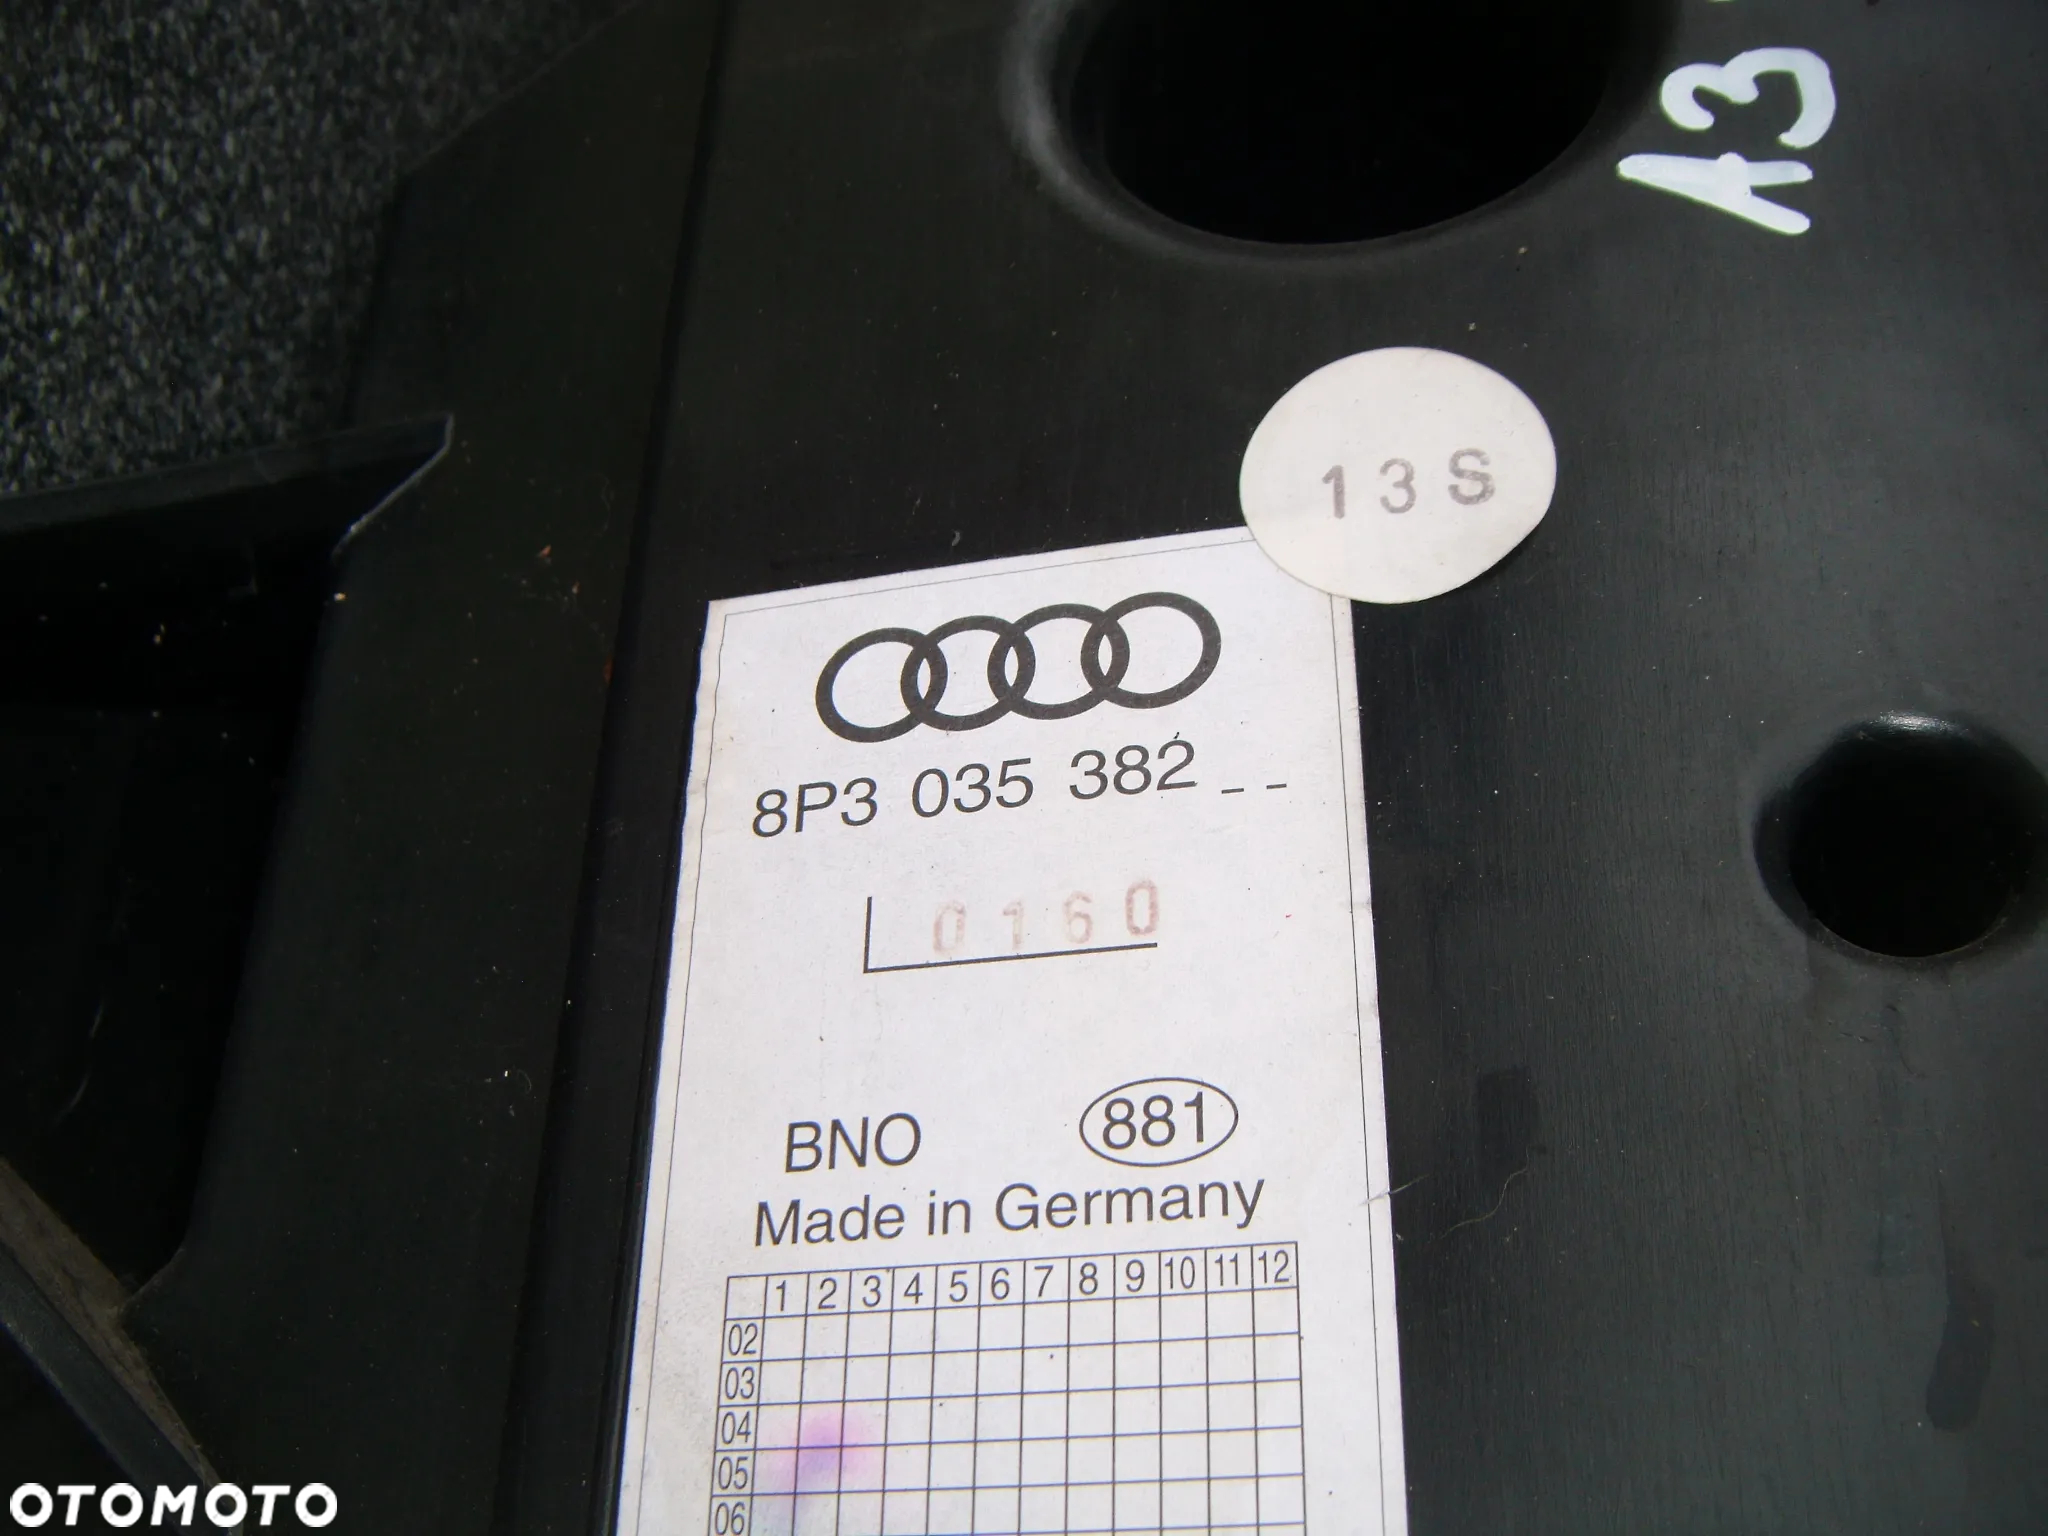 A3
13S
8P3 035 382 _ _
0160
BNO 881
Made in Germany
1 2 3 4 5 6 7 8 9 10 11 12
02
03
04
05
06
OTOMOTO